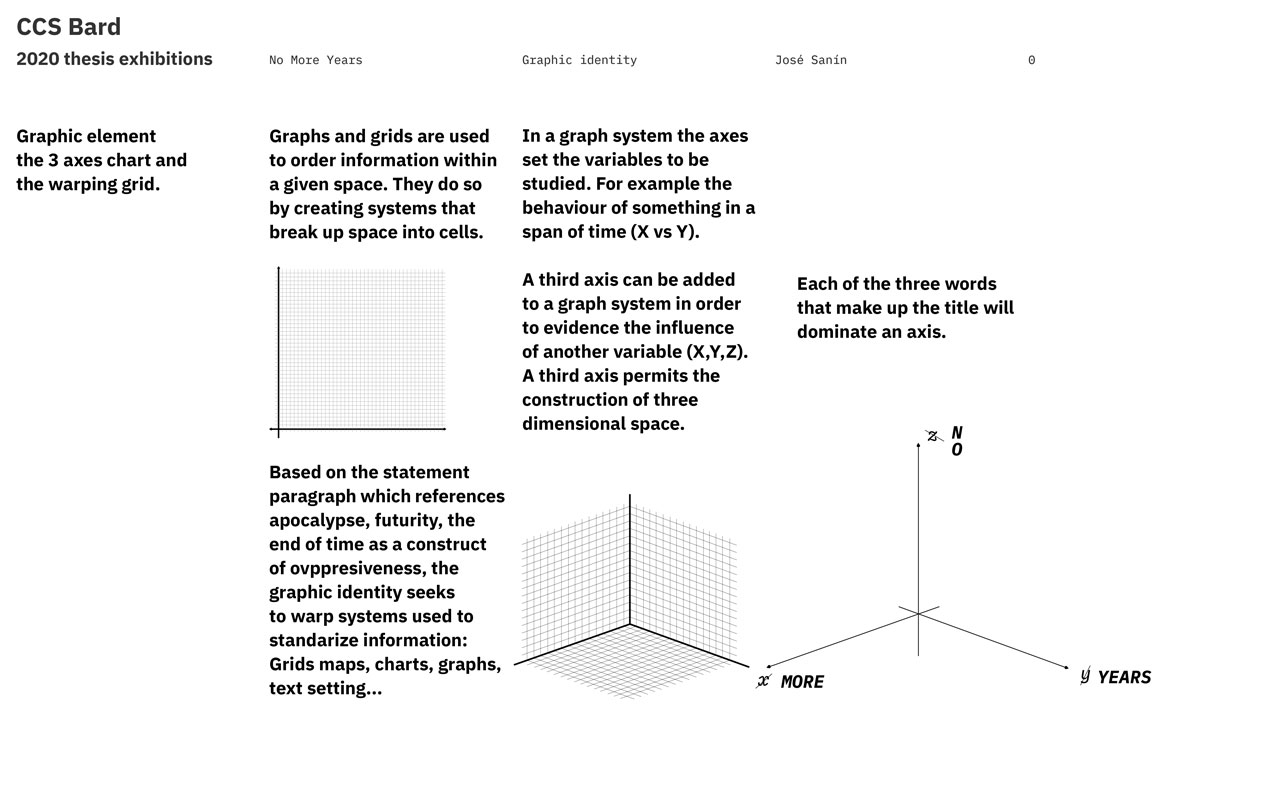 CCS Bard
2020 thesis exhibitions
No More Years
Graphic identity
José Sanín
0
Graphic element
the 3 axes chart and
the warping grid.
Graphs and grids are used
to order information within
a given space. They do so
by creating systems that
break up space into cells.
Based on the statement
paragraph which references
apocalypse, futurity, the
end of time as a construct
of ovppresiveness, the
graphic identity seeks
to warp systems used to
standarize information:
Grids maps, charts, graphs,
text setting...
In a graph system the axes
set the variables to be
studied. For example the
behaviour of something in a
span of time (X vs Y).
A third axis can be added
to a graph system in order
to evidence the influence
of another variable (X,Y,Z).
A third axis permits the
construction of three
dimensional space.
Each of the three words
that make up the title will
dominate an axis.
z N
O
x MORE
y YEARS